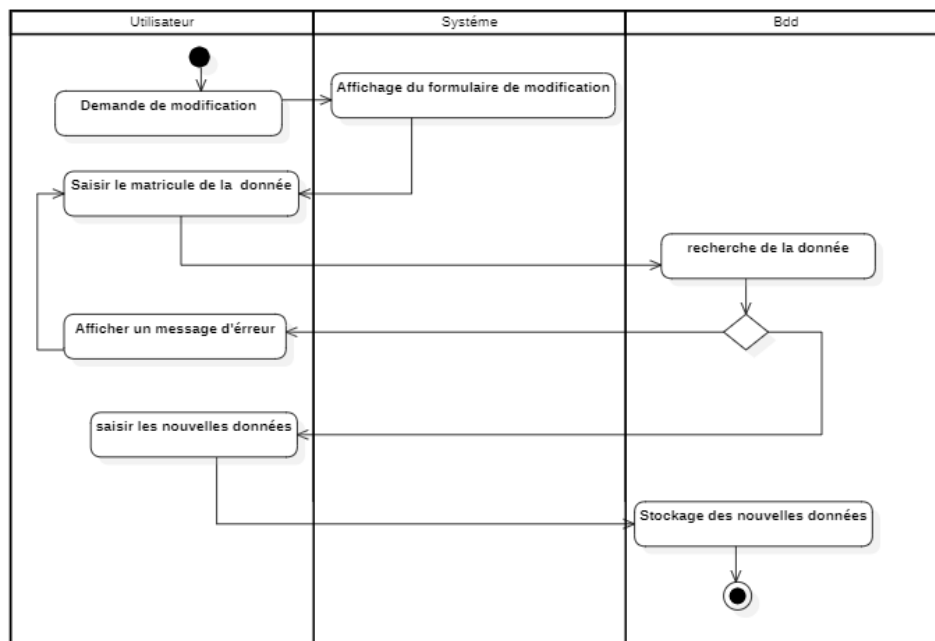 Utilisateur
Systéme
Bdd
Demande de modification
Affichage du formulaire de modification
Saisir le matricule de la donnée
recherche de la donnée
Afficher un message d'érreur
saisir les nouvelles données
Stockage des nouvelles données